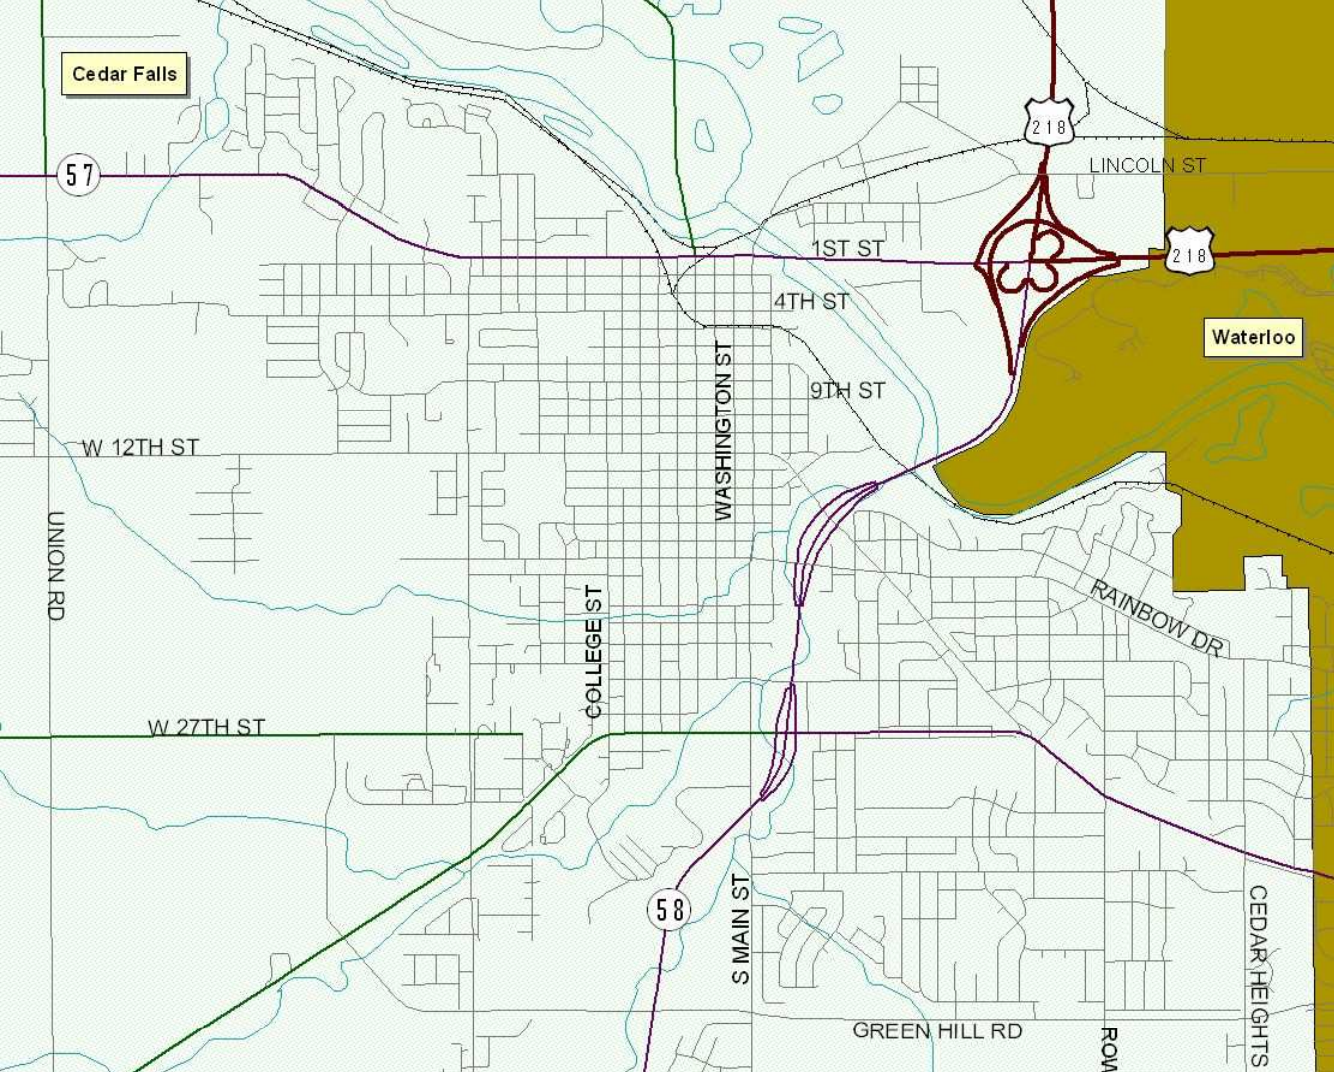 Cedar Falls
218
LINCOLN ST
57
1ST ST
218
4TH ST
Waterloo
WASHINGTON ST
9TH ST
W 12TH ST
UNION RD
COLLEGE ST
RAINBOW DR
W 27TH ST
58
S MAIN ST
CEDAR HEIGHTS
GREEN HILL RD
ROW